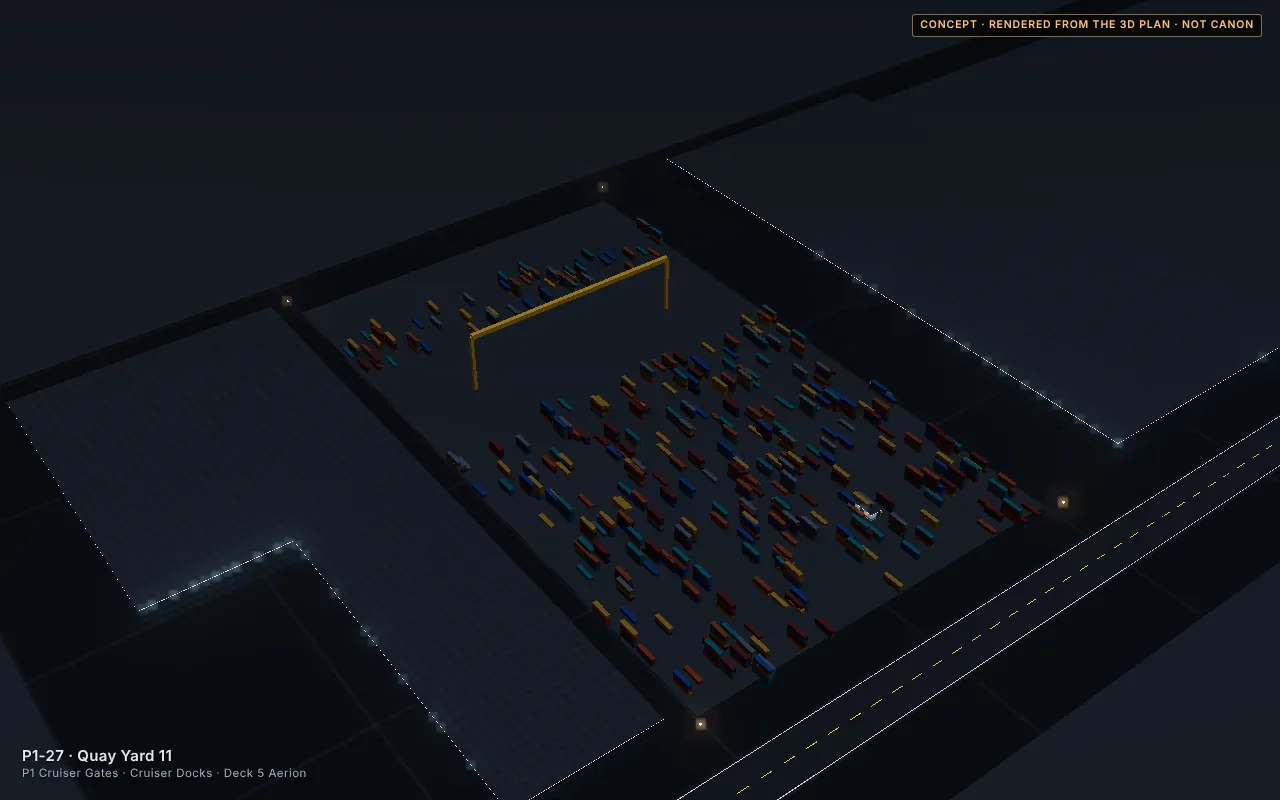 CONCEPT · RENDERED FROM THE 3D PLAN · NOT CANON
P1-27 · Quay Yard 11
P1 Cruiser Gates · Cruiser Docks · Deck 5 Aerion